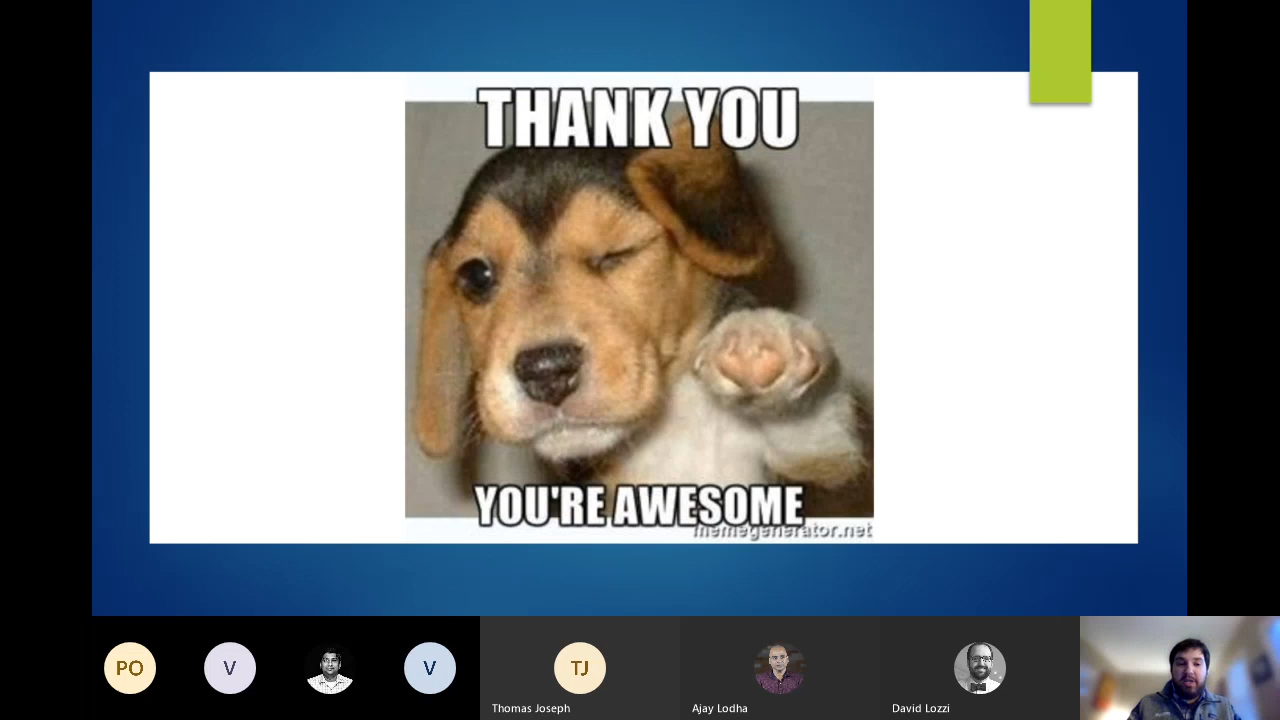 THANK YOU
YOU'RE AWESOME
memegenerator.net
PO
V
V
TJ
Thomas Joseph
Ajay Lodha
David Lozzi